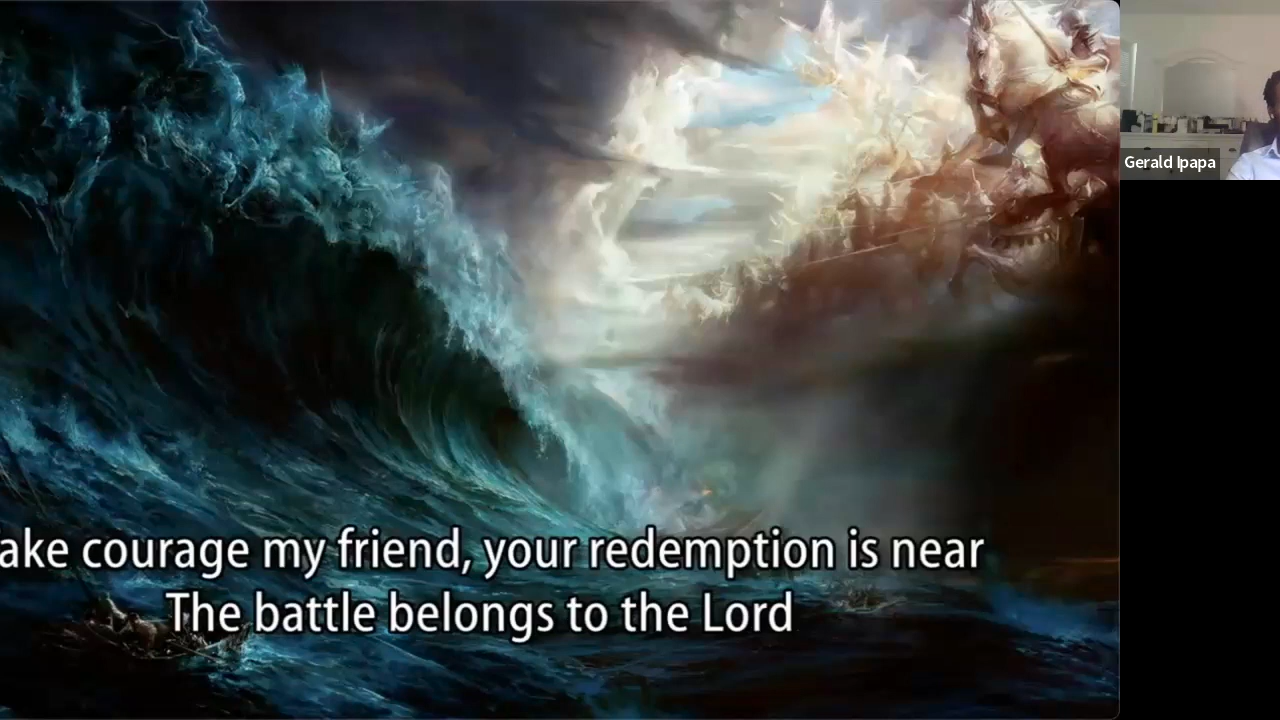 ake courage my friend, your redemption is near
The battle belongs to the Lord
Gerald Ipapa